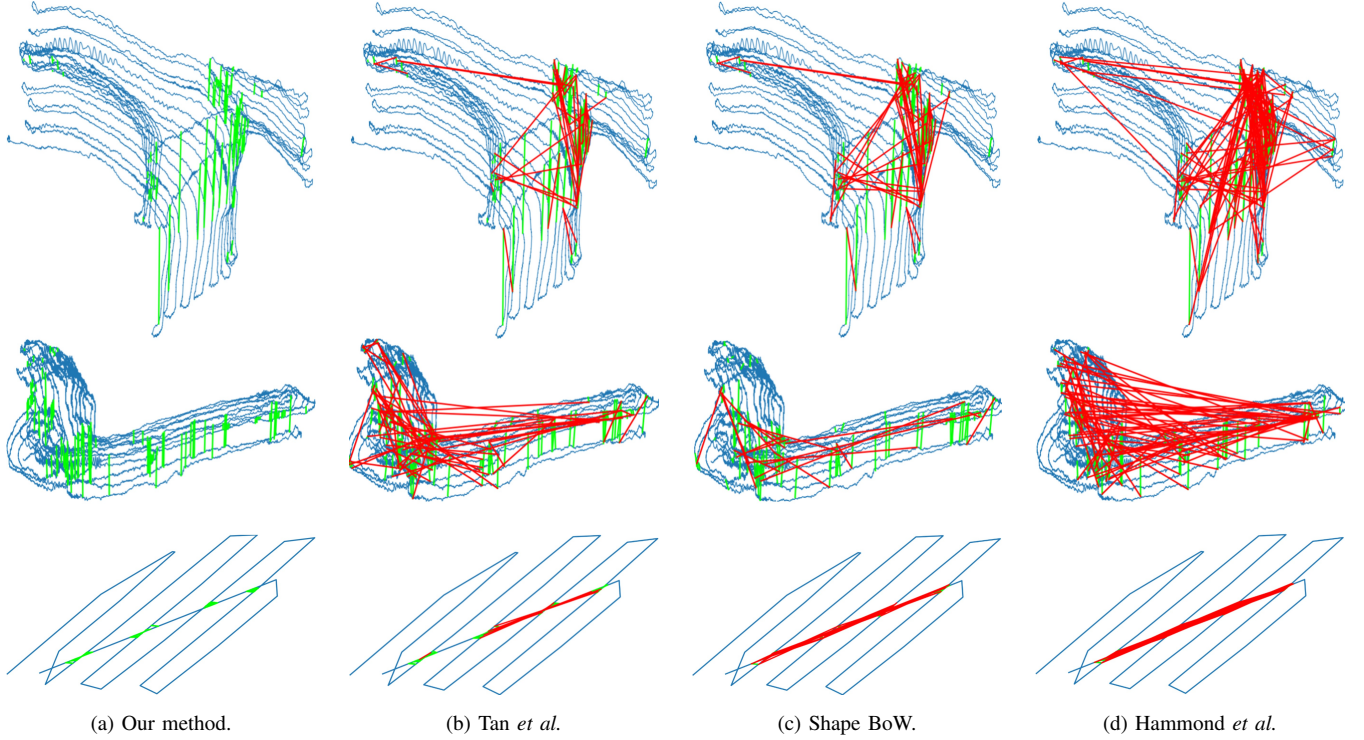 (a) Our method.
(b) Tan et al.
(c) Shape BoW.
(d) Hammond et al.